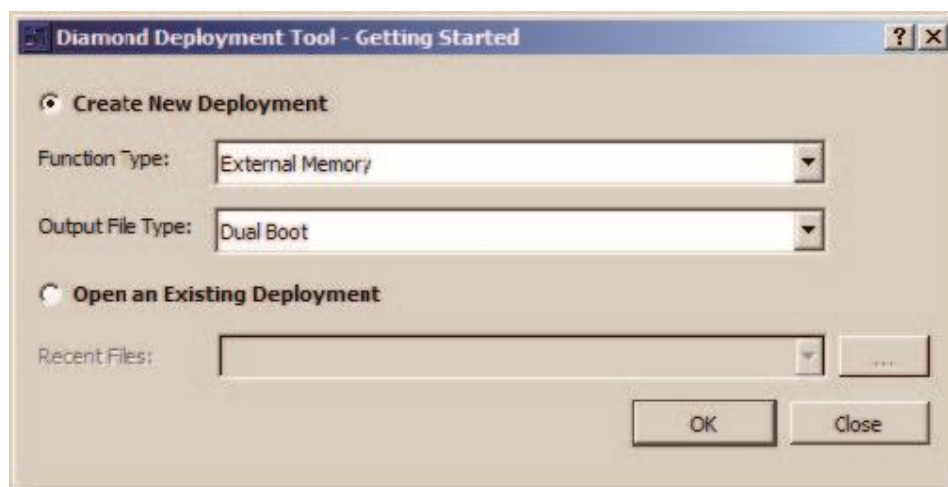 Diamond Deployment Tool - Getting Started
Create New Deployment
Function Type: External Memory
Output File Type: Dual Boot
Open an Existing Deployment
Recent Files: ...
OK Close